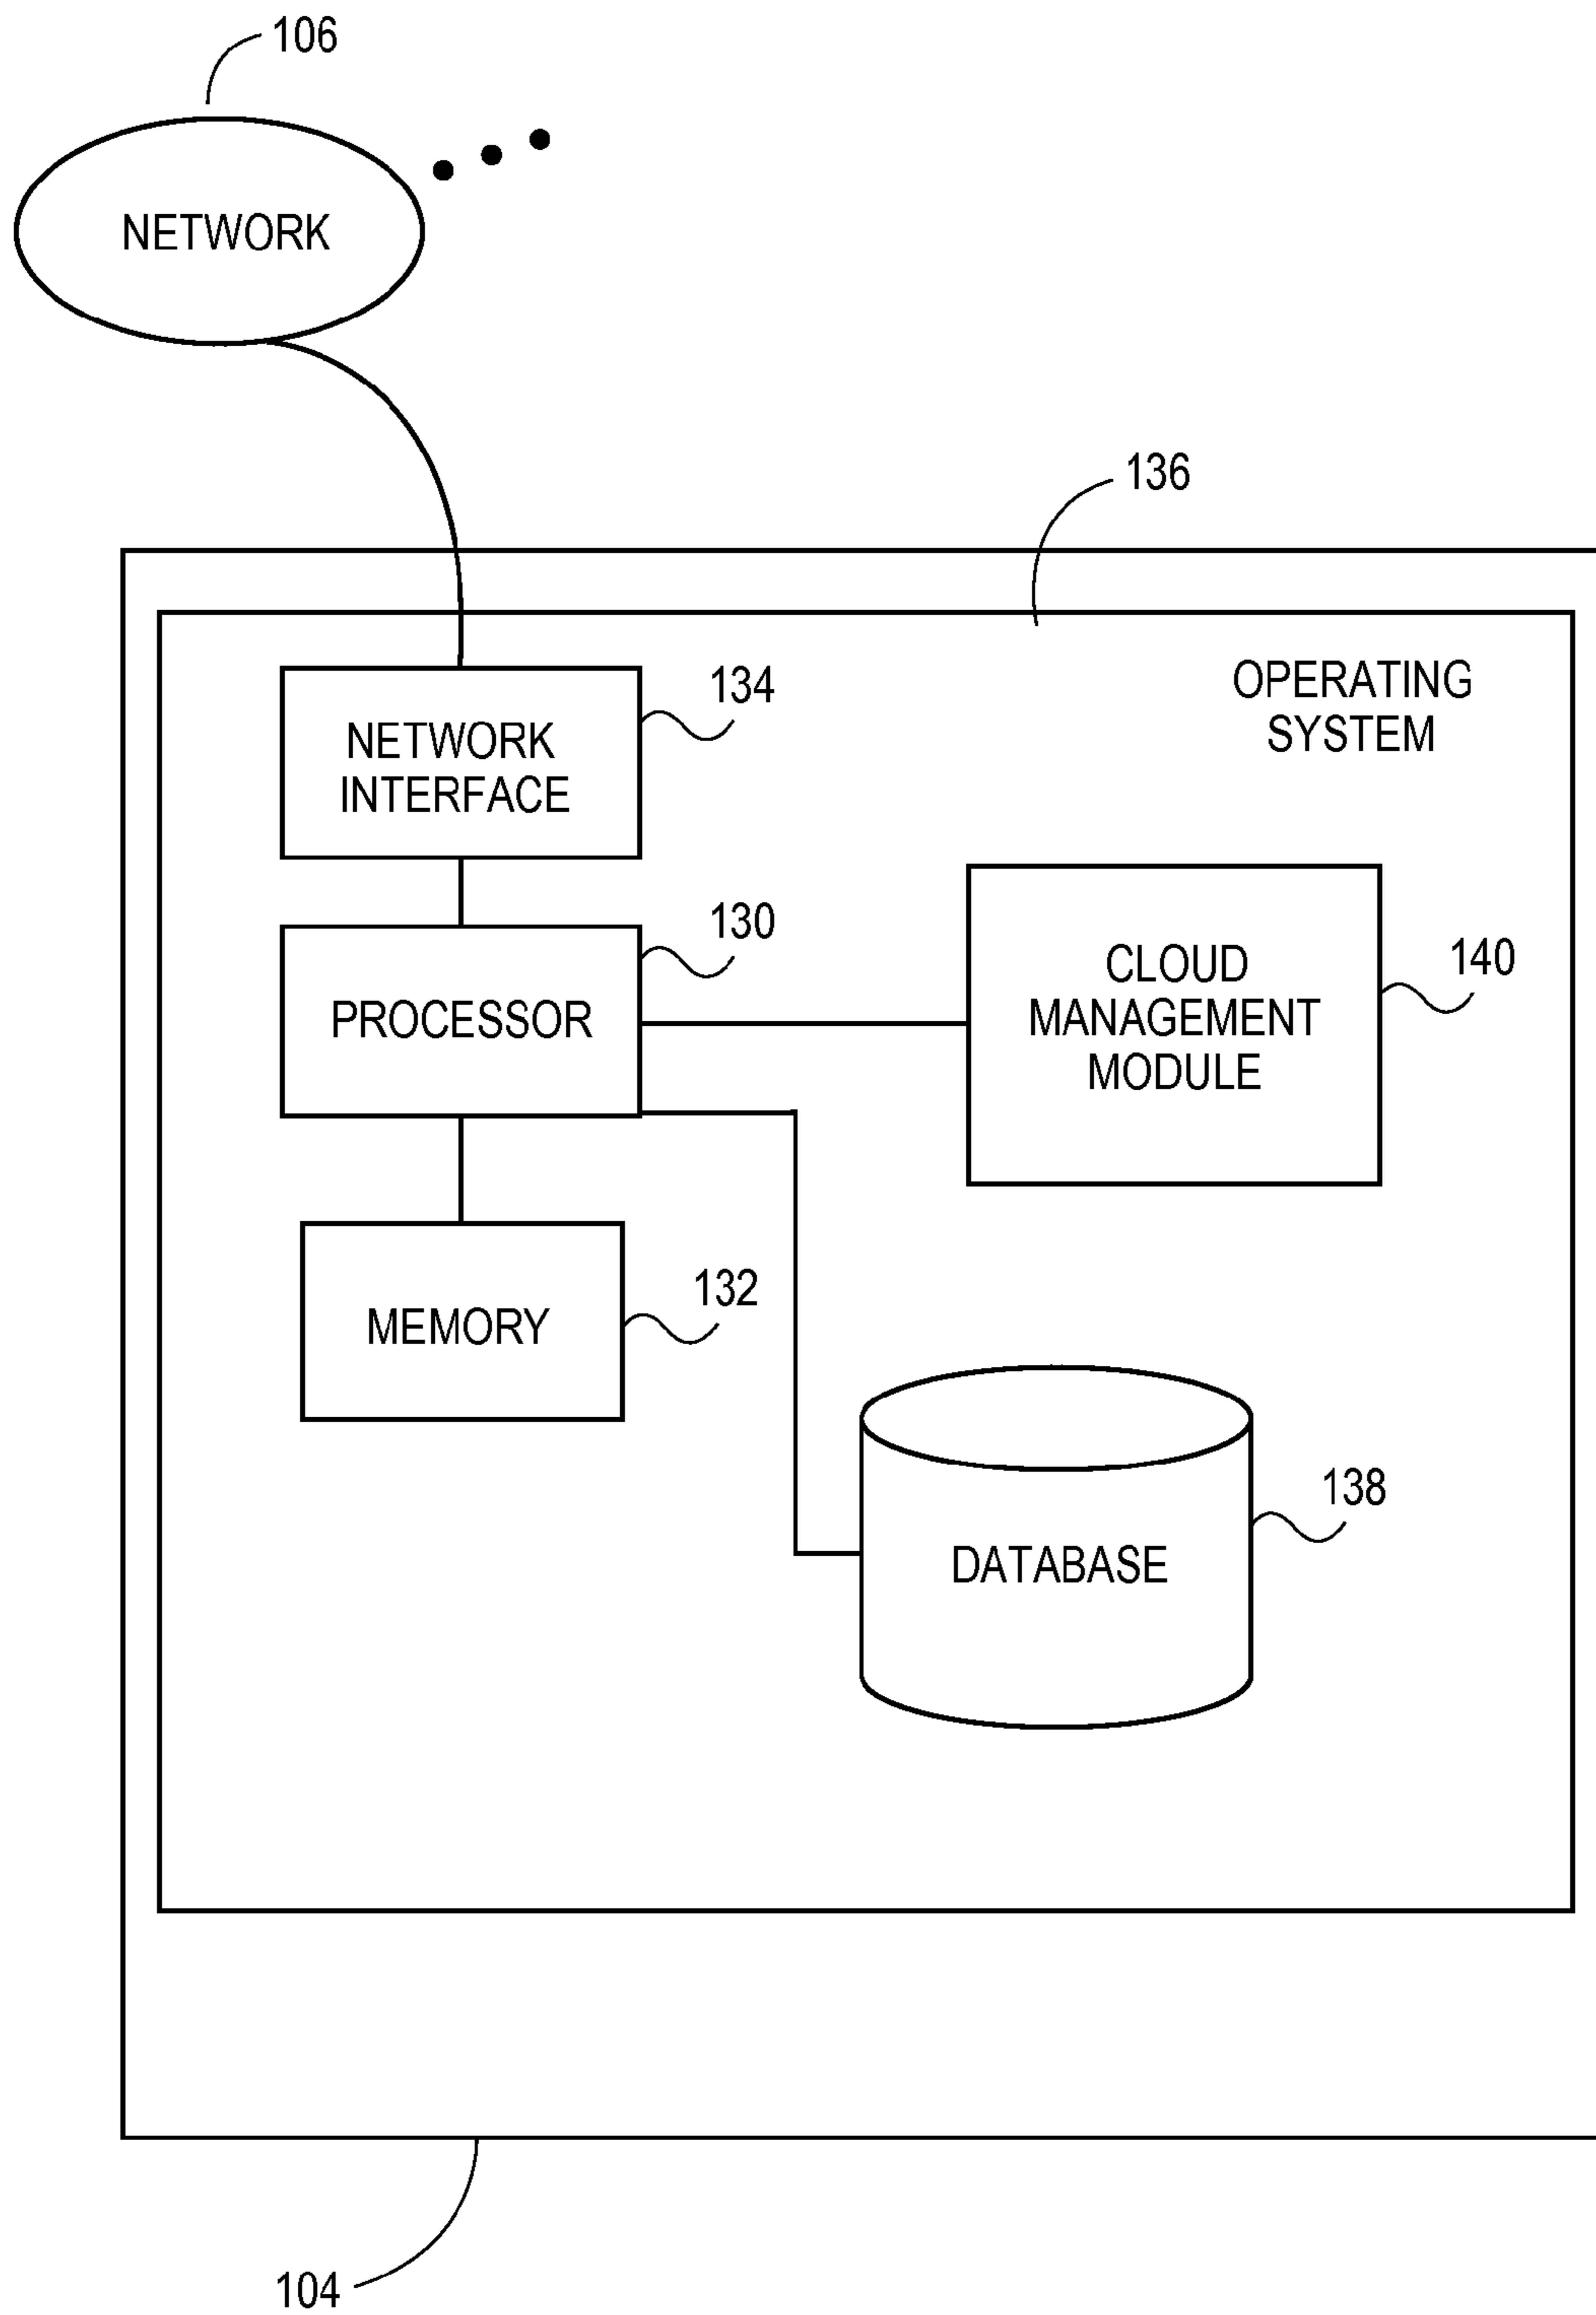 106
NETWORK
136
OPERATING
SYSTEM
134
NETWORK
INTERFACE
130
PROCESSOR
CLOUD
MANAGEMENT
MODULE
140
132
MEMORY
138
DATABASE
104